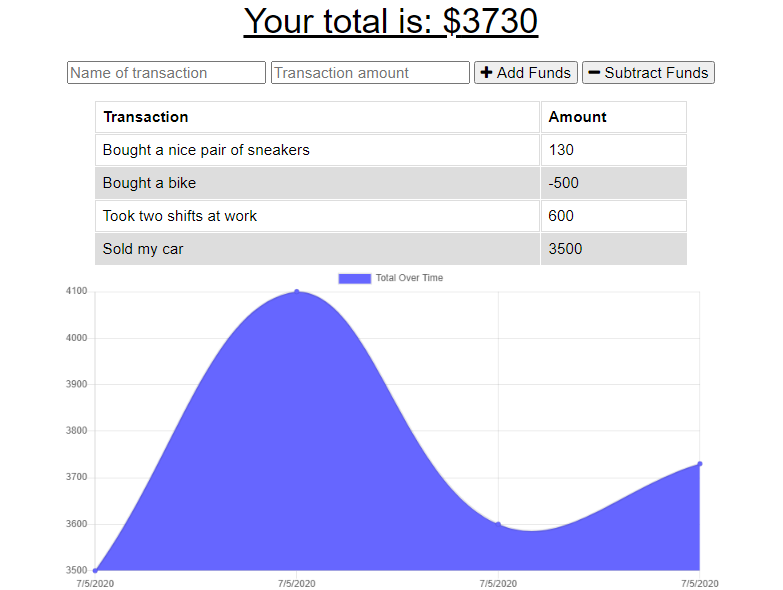 Your total is: $3730
Name of transaction Transaction amount + Add Funds − Subtract Funds
Transaction Amount
Bought a nice pair of sneakers 130
Bought a bike -500
Took two shifts at work 600
Sold my car 3500
Total Over Time
4100
4000
3900
3800
3700
3600
3500
7/5/2020 7/5/2020 7/5/2020 7/5/2020